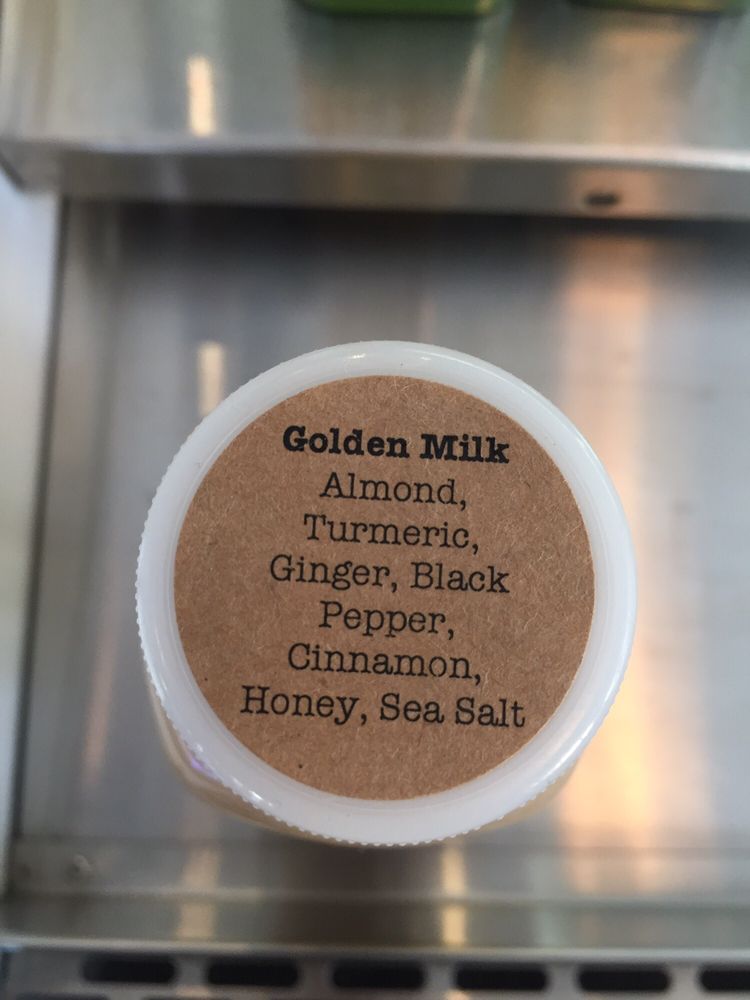 Golden Milk
Almond,
Turmeric,
Ginger, Black
Pepper,
Cinnamon,
Honey, Sea Salt